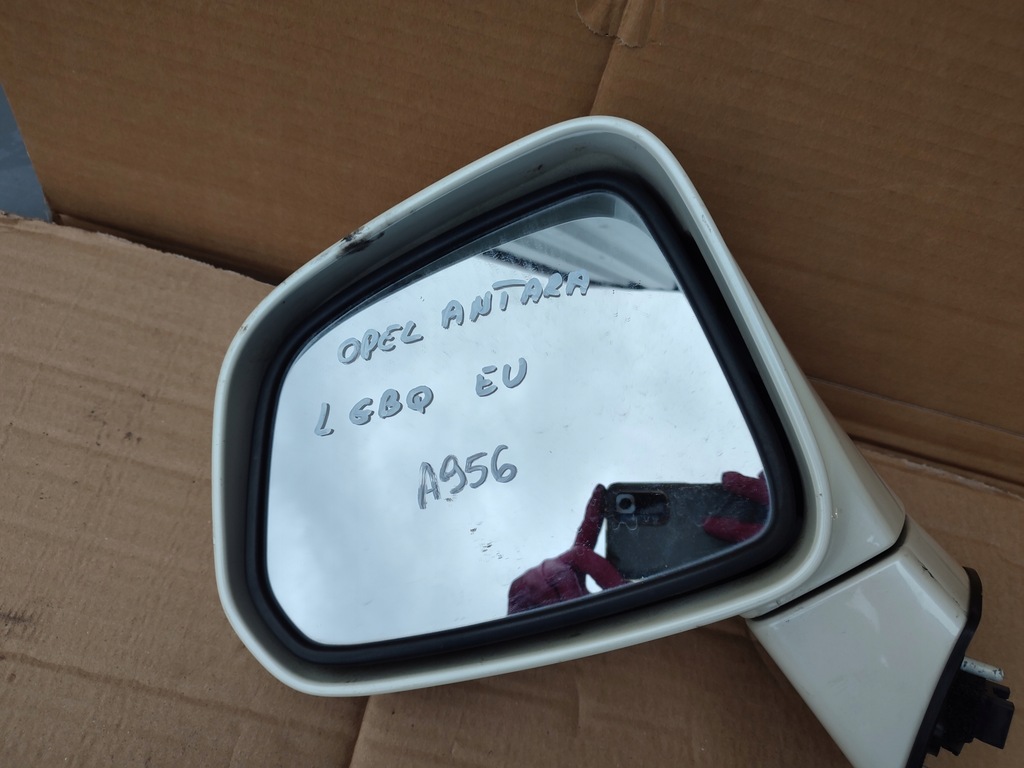 OPEL ANTARA
L GBQ EU
A956